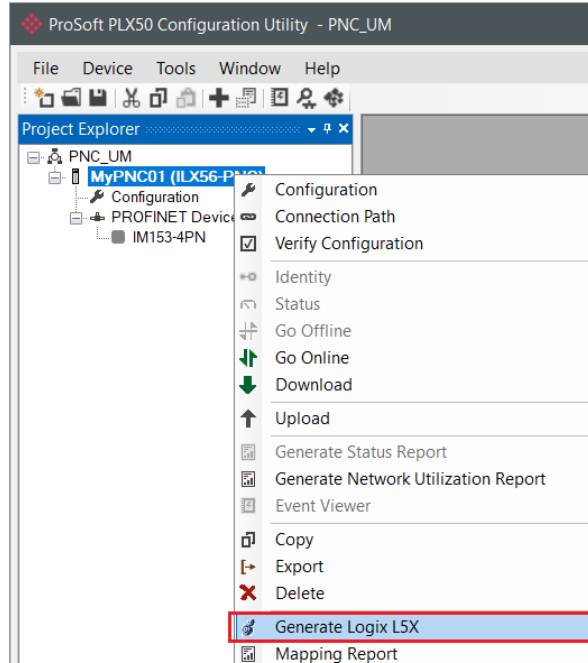 ProSoft PLX50 Configuration Utility - PNC_UM
File Device Tools Window Help
Project Explorer
PNC_UM
MyPNC01 (ILX56-PNC)
Configuration
PROFINET Device
IM153-4PN
Configuration
Connection Path
Verify Configuration
Identity
Status
Go Offline
Go Online
Download
Upload
Generate Status Report
Generate Network Utilization Report
Event Viewer
Copy
Export
Delete
Generate Logix L5X
Mapping Report